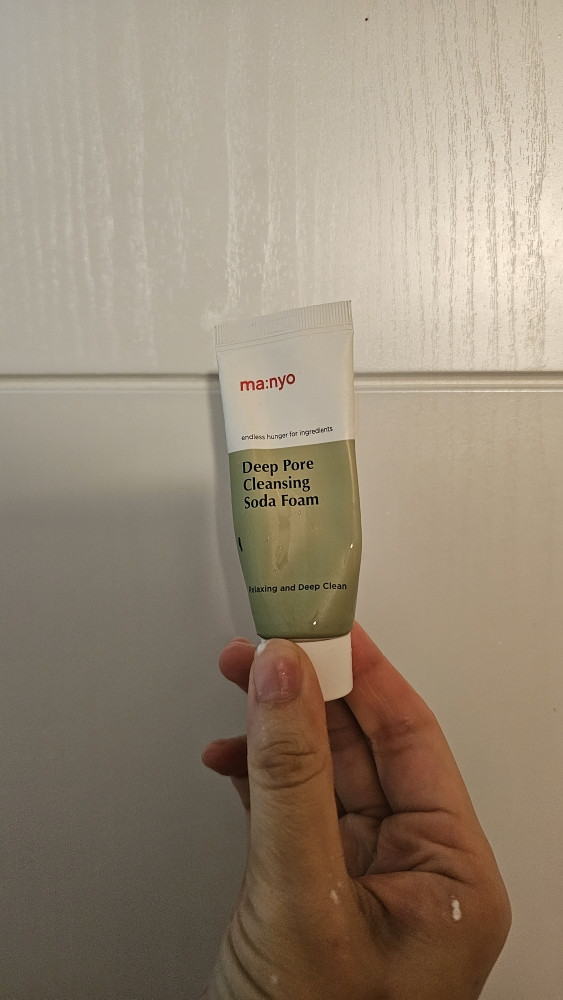 ma:nyo
endless hunger for ingredients
Deep Pore
Cleansing
Soda Foam
Relaxing and Deep Clean